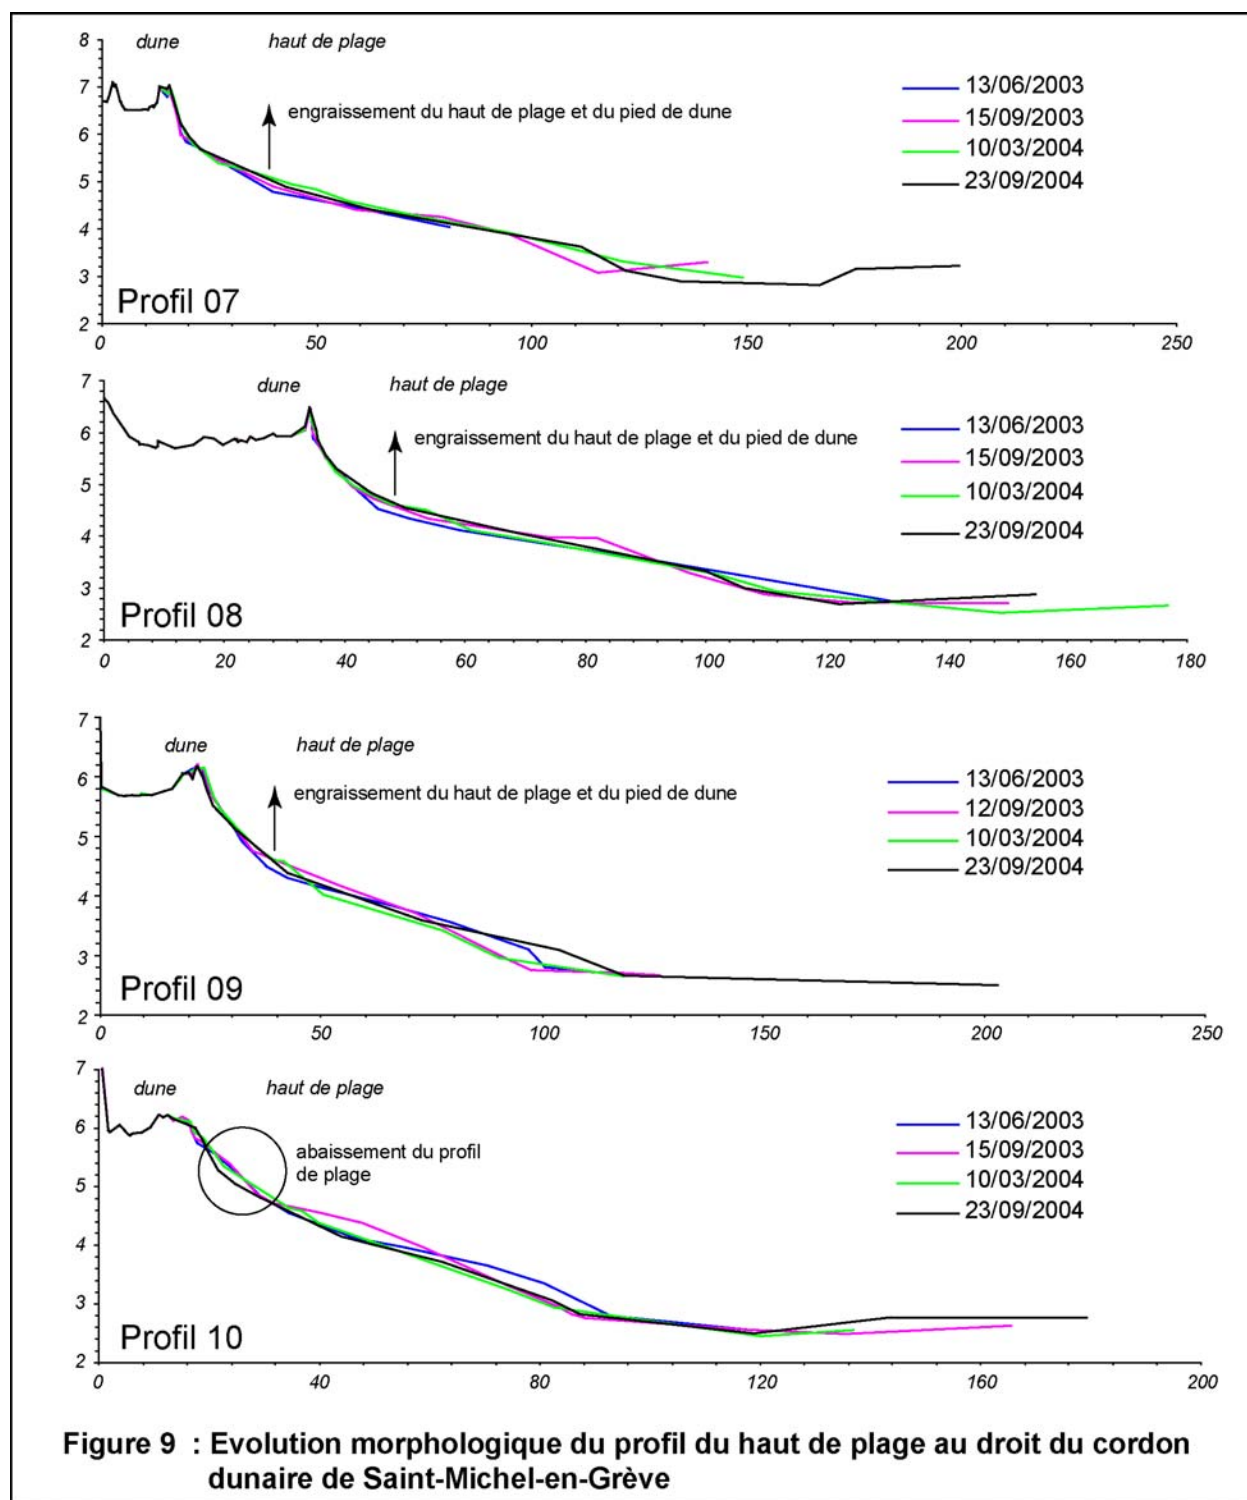 8
dune haut de plage
7
13/06/2003
engraissement du haut de plage et du pied de dune
15/09/2003
6
10/03/2004
5
23/09/2004
4
3
Profil 07
2
0 50 100 150 200 250
7
dune haut de plage
6
13/06/2003
engraissement du haut de plage et du pied de dune
15/09/2003
5
10/03/2004
4
23/09/2004
3
Profil 08
2
0 20 40 60 80 100 120 140 160 180
7
dune haut de plage
6
13/06/2003
engraissement du haut de plage et du pied de dune
12/09/2003
5
10/03/2004
23/09/2004
4
3
Profil 09
2
0 50 100 150 200 250
7
dune haut de plage
6
13/06/2003
abaissement du profil
de plage
15/09/2003
5
10/03/2004
23/09/2004
4
3
Profil 10
2
0 40 80 120 160 200
Figure 9 : Evolution morphologique du profil du haut de plage au droit du cordon
dunaire de Saint-Michel-en-Grève